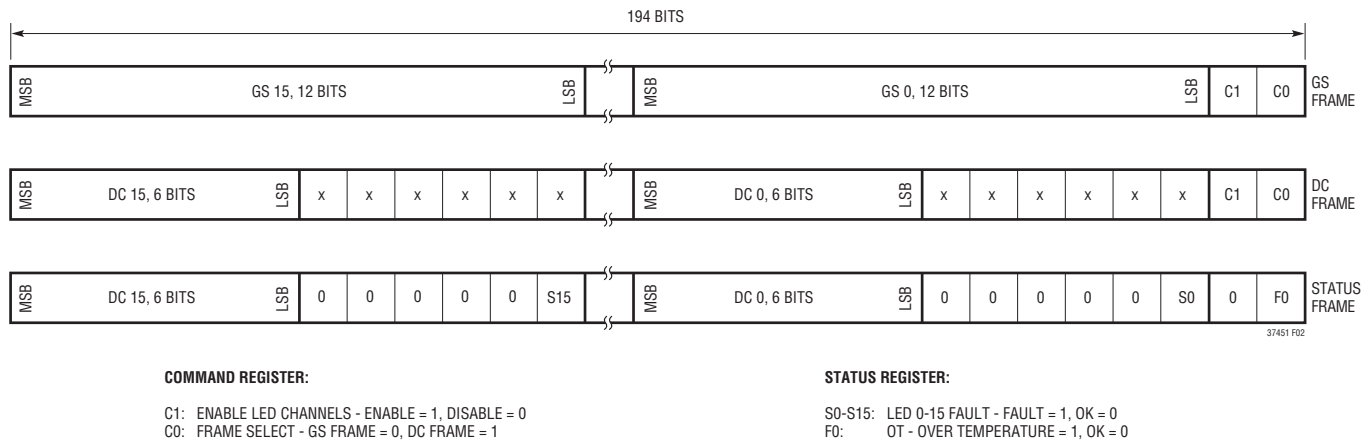 194 BITS
MSB GS 15, 12 BITS LSB MSB GS 0, 12 BITS LSB C1 C0 GS FRAME
MSB DC 15, 6 BITS LSB x x x x x x MSB DC 0, 6 BITS LSB x x x x x x C1 C0 DC FRAME
MSB DC 15, 6 BITS LSB 0 0 0 0 0 S15 MSB DC 0, 6 BITS LSB 0 0 0 0 0 S0 0 F0 STATUS FRAME
37451 F02
COMMAND REGISTER:
C1: ENABLE LED CHANNELS - ENABLE = 1, DISABLE = 0
C0: FRAME SELECT - GS FRAME = 0, DC FRAME = 1
STATUS REGISTER:
S0-S15: LED 0-15 FAULT - FAULT = 1, OK = 0
F0: OT - OVER TEMPERATURE = 1, OK = 0